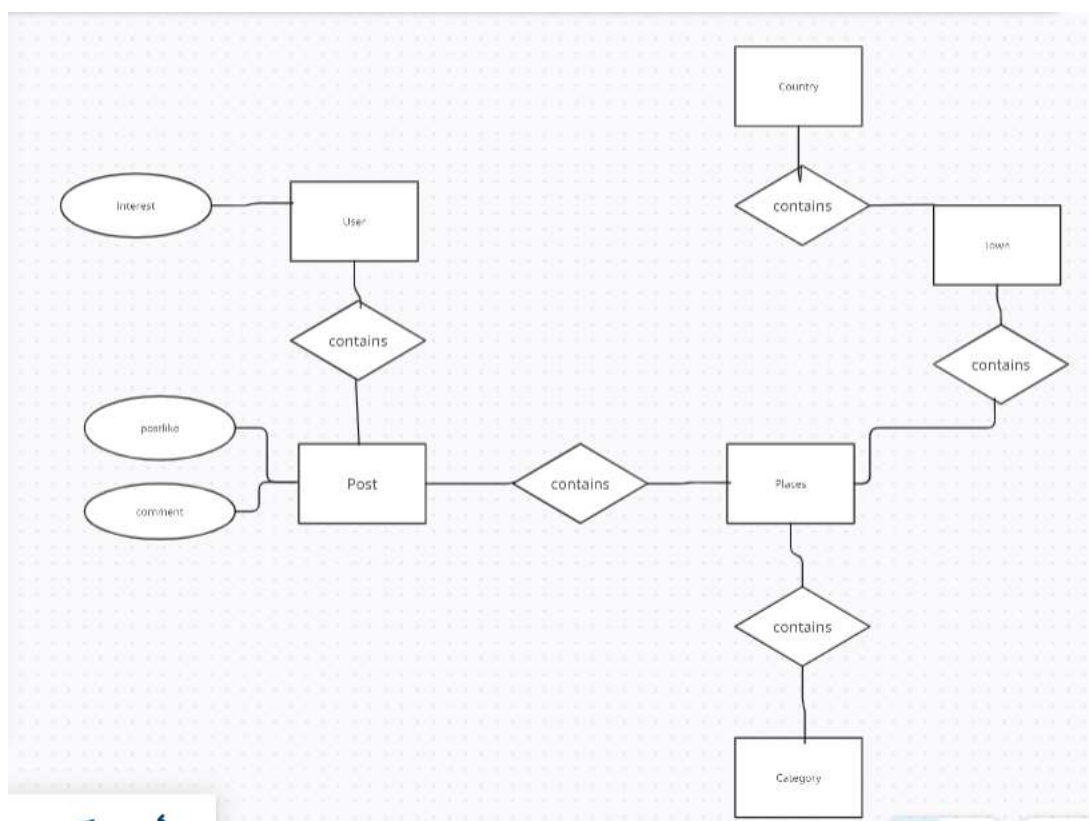 Country
Interest
User
contains
Town
contains
contains
postlike
Post
contains
Places
comment
contains
Category